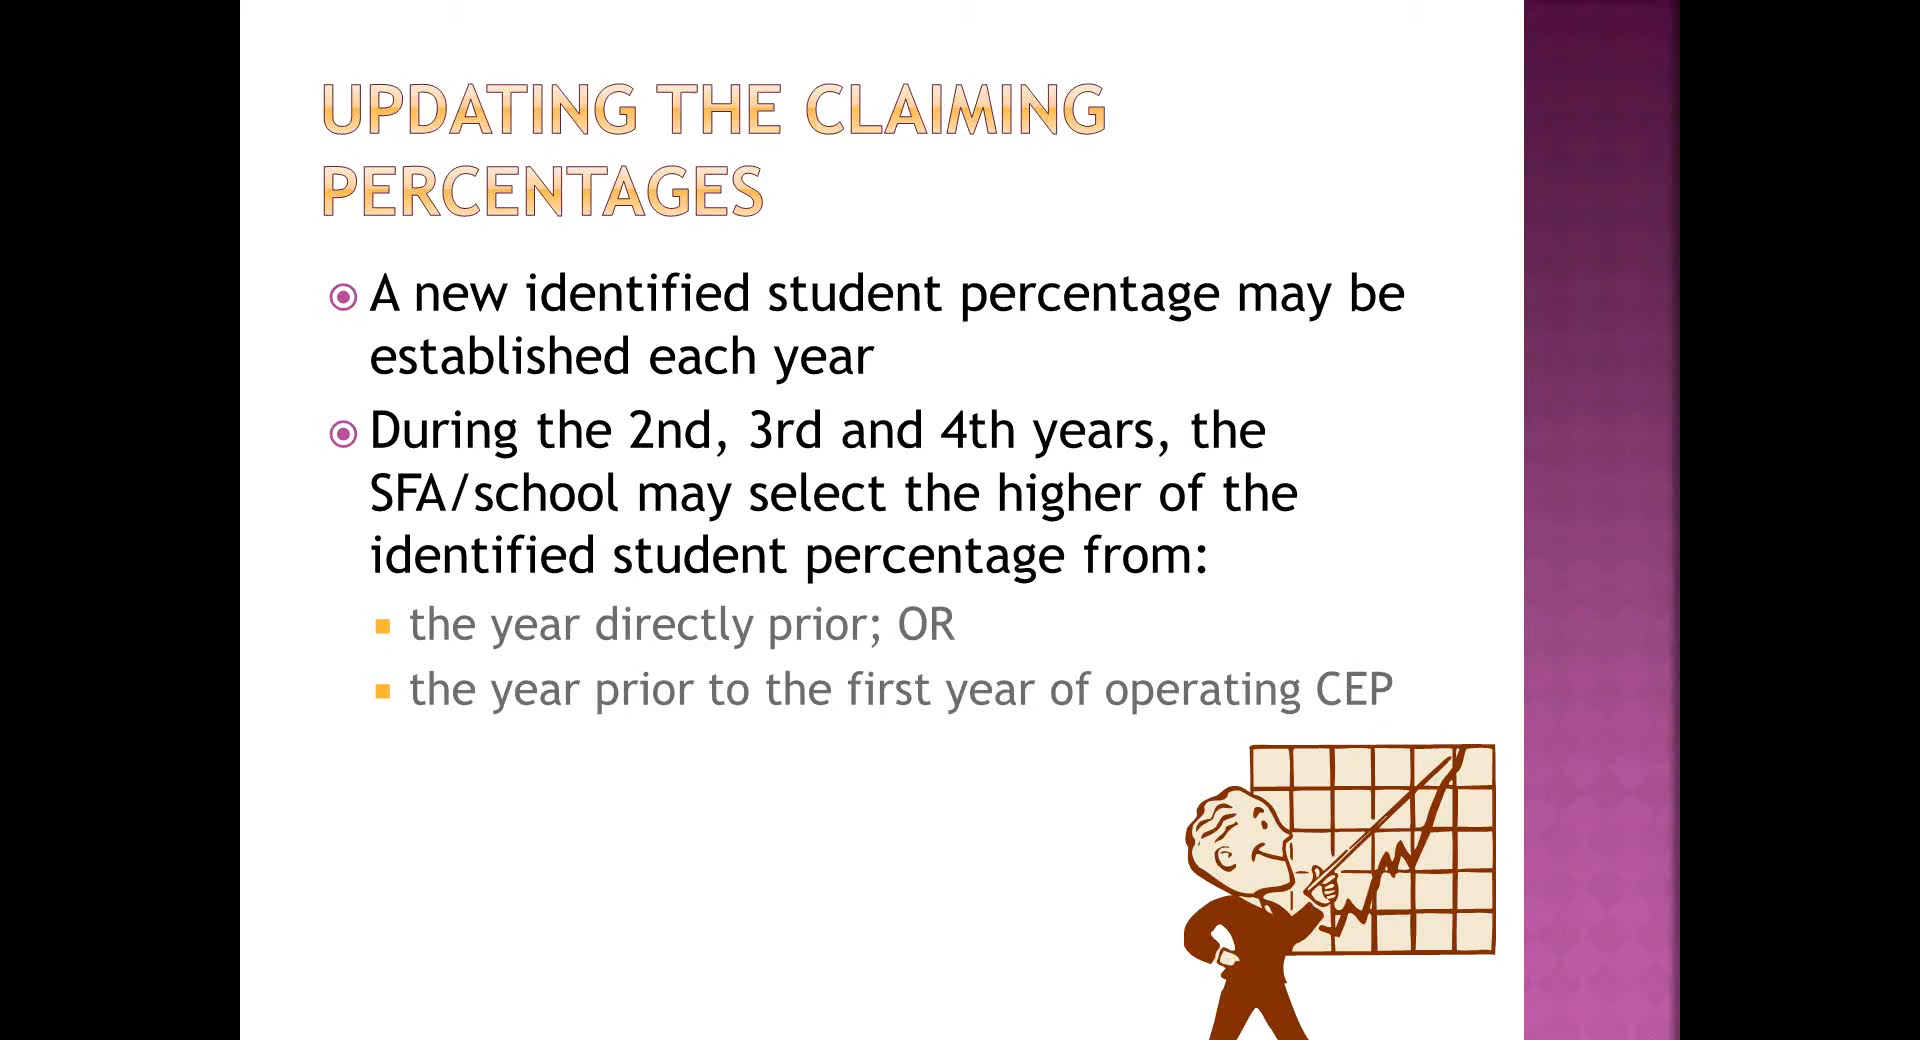 UPDATING THE CLAIMING
PERCENTAGES
A new identified student percentage may be
established each year
During the 2nd, 3rd and 4th years, the
SFA/school may select the higher of the
identified student percentage from:
the year directly prior; OR
the year prior to the first year of operating CEP